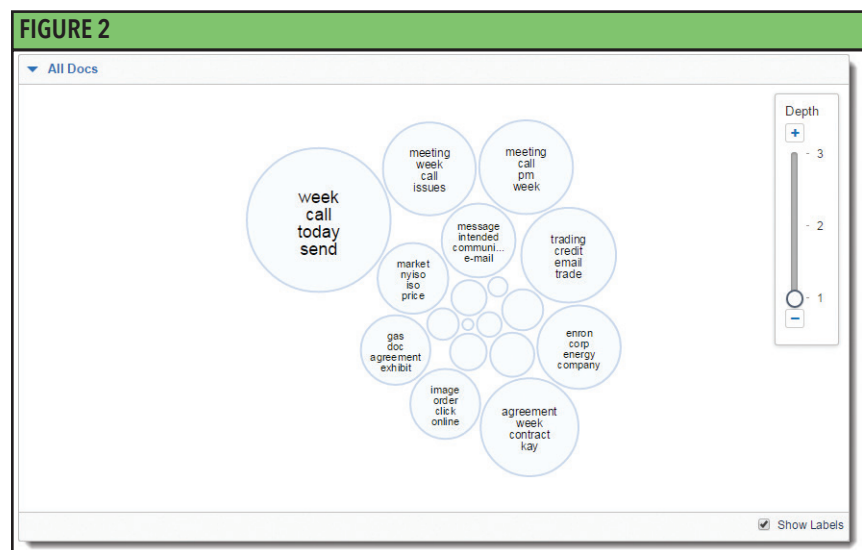 FIGURE 2
All Docs
meeting
week
call
issues
meeting
call
pm
week
week
call
today
send
message
intended
communi...
e-mail
trading
credit
email
trade
market
nyiso
iso
price
gas
doc
agreement
exhibit
enron
corp
energy
company
image
order
click
online
agreement
week
contract
kay
Depth
+
3
2
1
−
Show Labels